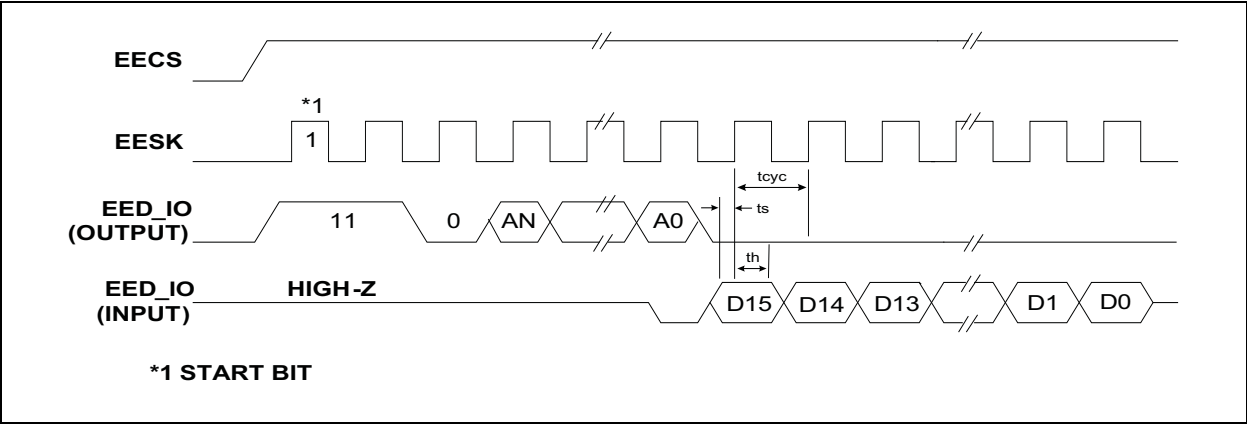 EECS
*1
EESK
1
tcyc
EED_IO
(OUTPUT)
11
0
AN
A0
ts
th
EED_IO
(INPUT)
HIGH-Z
D15
D14
D13
D1
D0
*1 START BIT